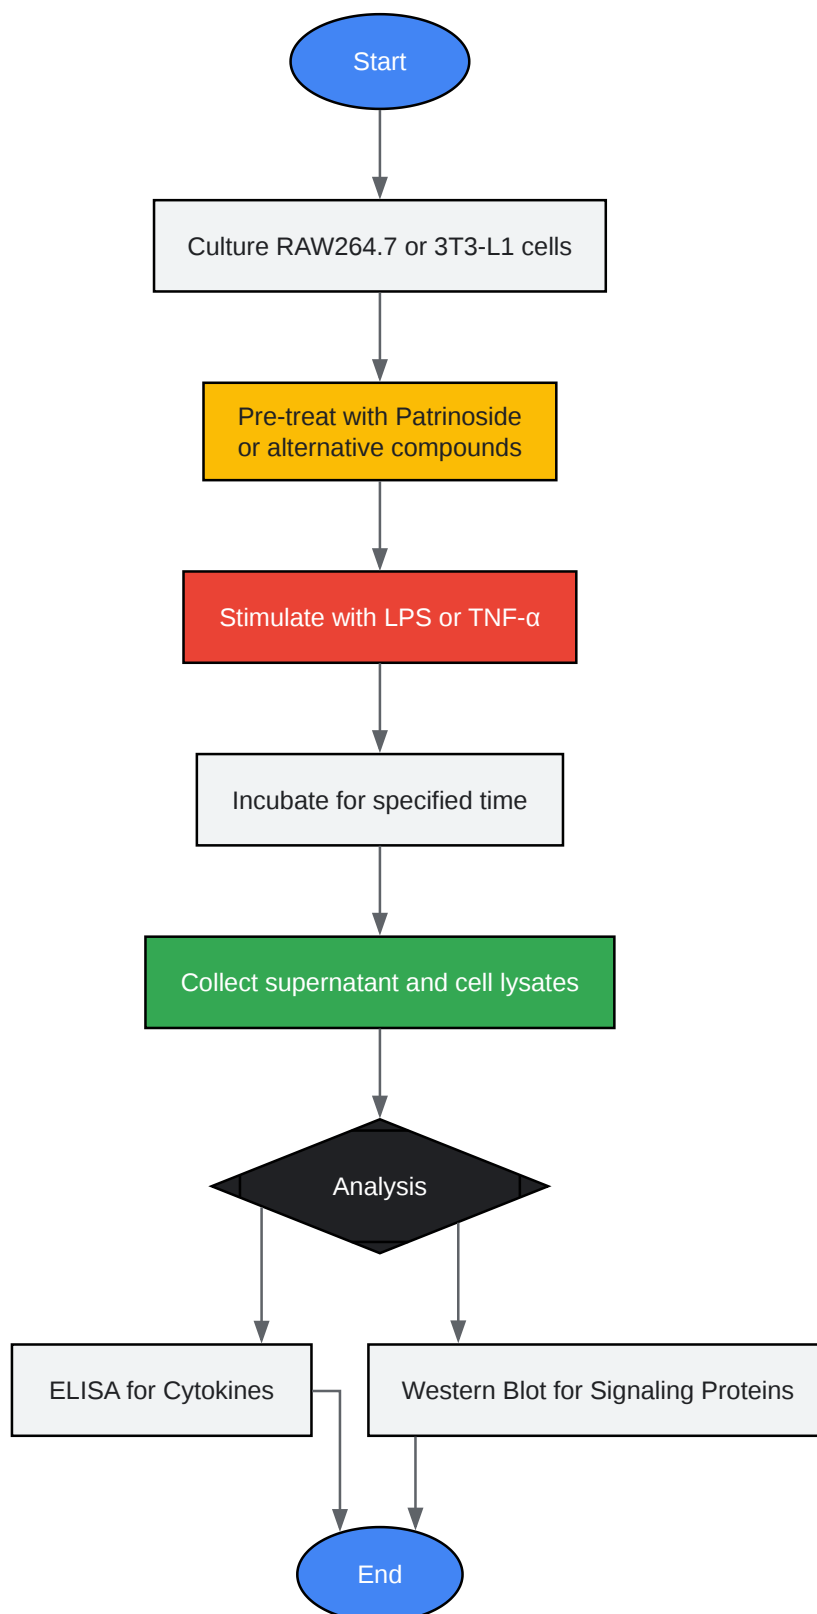 Start
Culture RAW264.7 or 3T3-L1 cells
Pre-treat with Patrinoside
or alternative compounds
Stimulate with LPS or TNF-α
Incubate for specified time
Collect supernatant and cell lysates
Analysis
ELISA for Cytokines
Western Blot for Signaling Proteins
End